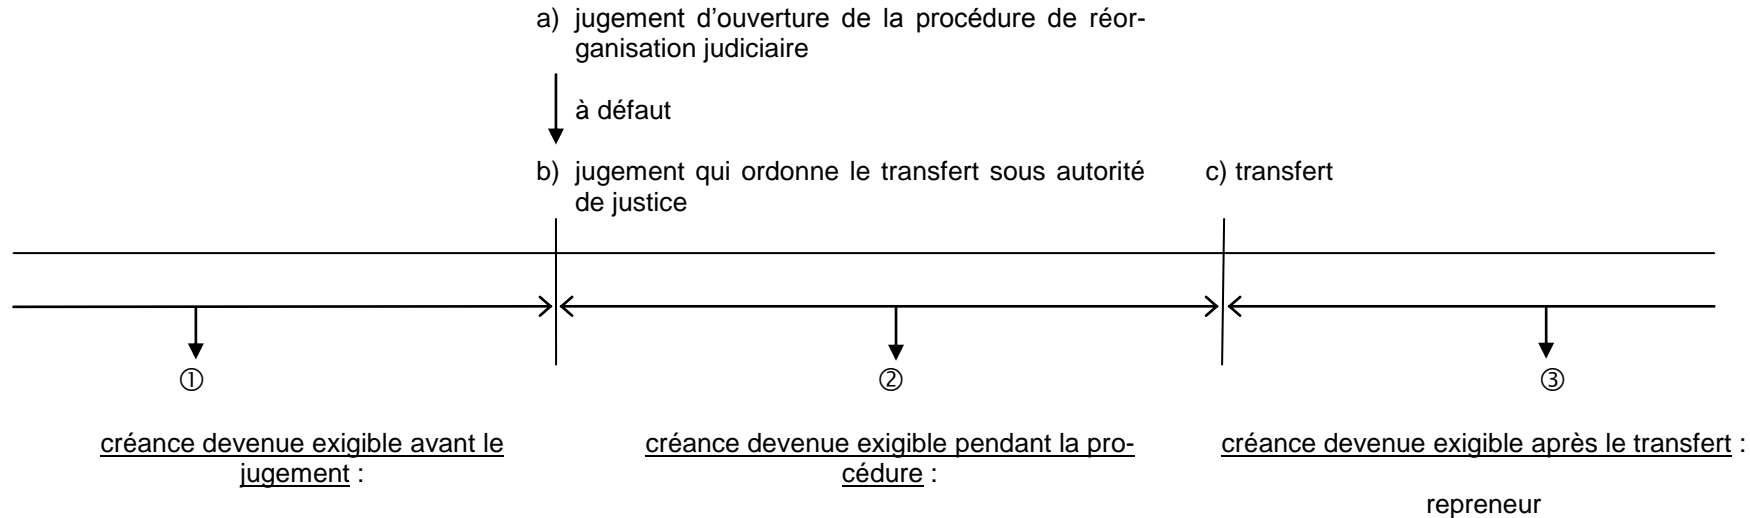 a) jugement d’ouverture de la procédure de réor-
ganisation judiciaire
à défaut
b) jugement qui ordonne le transfert sous autorité
de justice
c) transfert
①
②
③
créance devenue exigible avant le
jugement :
créance devenue exigible pendant la pro-
cédure :
créance devenue exigible après le transfert :
repreneur